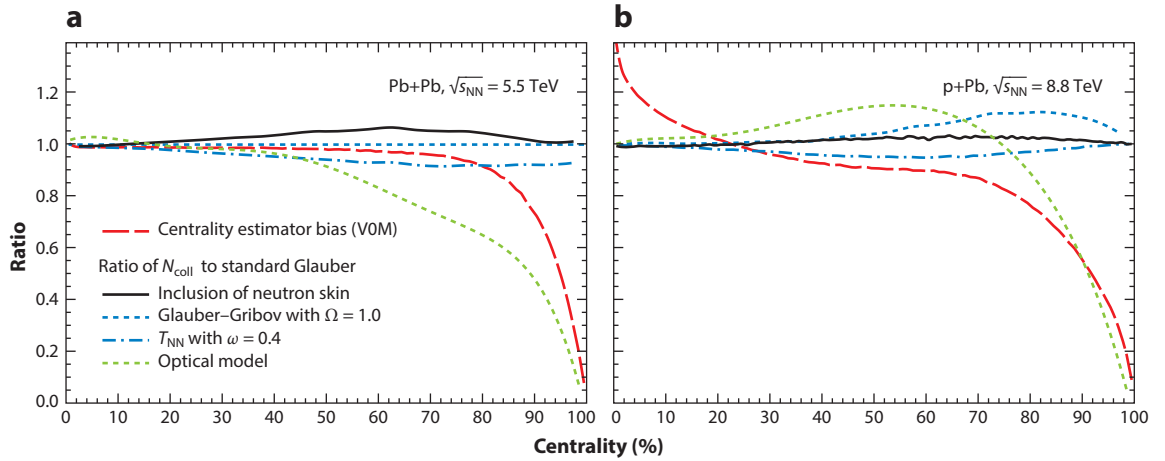 a
b
Pb+Pb, √sNN = 5.5 TeV
p+Pb, √sNN = 8.8 TeV
Ratio
1.2
1.0
0.8
0.6
0.4
0.2
0.0
Centrality estimator bias (V0M)
Ratio of Ncoll to standard Glauber
Inclusion of neutron skin
Glauber–Gribov with Ω = 1.0
TNN with ω = 0.4
Optical model
0 10 20 30 40 50 60 70 80 90 100
0 10 20 30 40 50 60 70 80 90 100
Centrality (%)